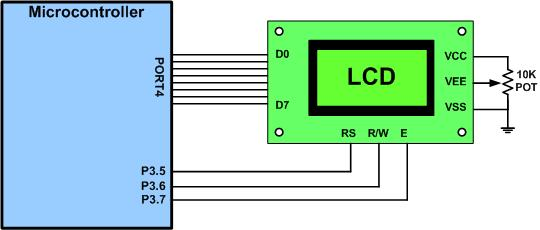 Microcontroller
PORT4
P3.5
P3.6
P3.7
D0
D7
LCD
VCC
VEE
VSS
RS R/W E
10K
POT